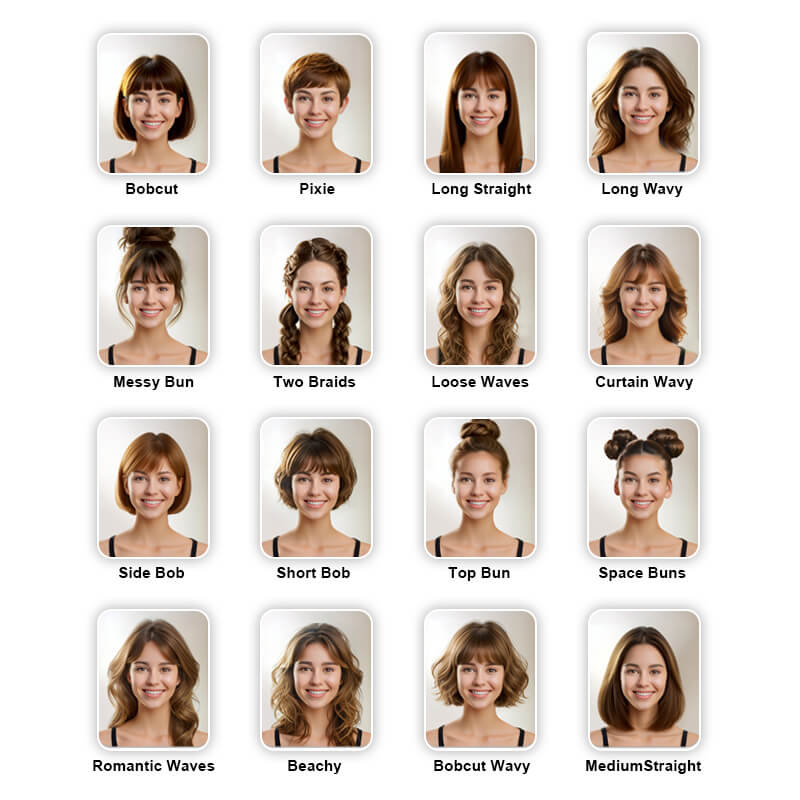 Bobcut
Pixie
Long Straight
Long Wavy
Messy Bun
Two Braids
Loose Waves
Curtain Wavy
Side Bob
Short Bob
Top Bun
Space Buns
Romantic Waves
Beachy
Bobcut Wavy
MediumStraight